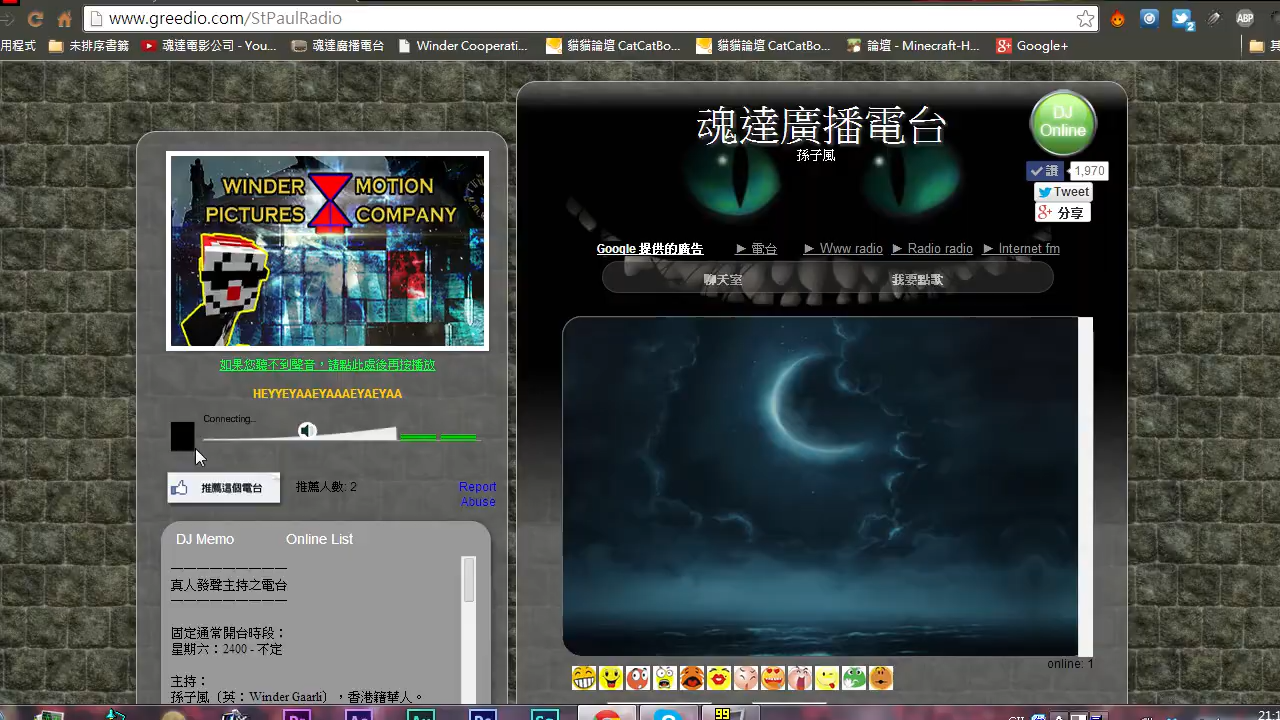 www.greedio.com/StPaulRadio
用程式
未排序書籤
魂達電影公司 - You...
魂達廣播電台
Winder Cooperati...
貓貓論壇 CatCatBo...
貓貓論壇 CatCatBo...
論壇 - Minecraft-H...
Google+
ABP
2
WINDER MOTION
PICTURES COMPANY
如果您聽不到聲音，請點此處後再按播放
HEYYEYAAEYAAAEYAEYAA
Connecting...
推薦這個電台
推薦人數: 2
Report
Abuse
DJ Memo
Online List
——————————
真人發聲主持之電台
——————————
固定通常開台時段：
星期六：2400 - 不定
主持：
孫子風（英：Winder Gaarli），香港籍華人。
魂達廣播電台
孫子風
DJ
Online
讚
1,970
Tweet
分享
Google 提供的廣告
► 電台
► Www radio
► Radio radio
► Internet fm
聊天室
我要點歌
online: 1
99